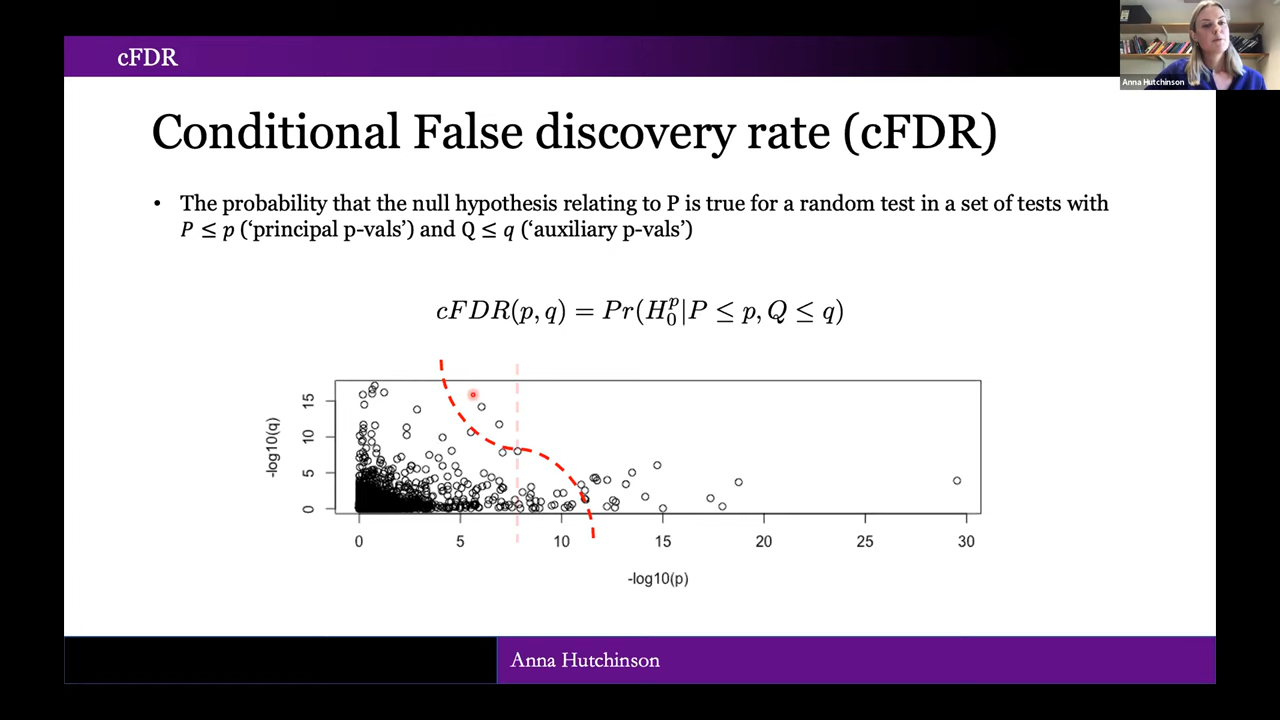 cFDR
Anna Hutchinson
Conditional False discovery rate (cFDR)
• The probability that the null hypothesis relating to P is true for a random test in a set of tests with
P ≤ p (‘principal p-vals’) and Q ≤ q (‘auxiliary p-vals’)
cFDR(p, q) = Pr(H₀ᵖ|P ≤ p, Q ≤ q)
-log10(q)
15
10
5
0
0 5 10 15 20 25 30
-log10(p)
Anna Hutchinson